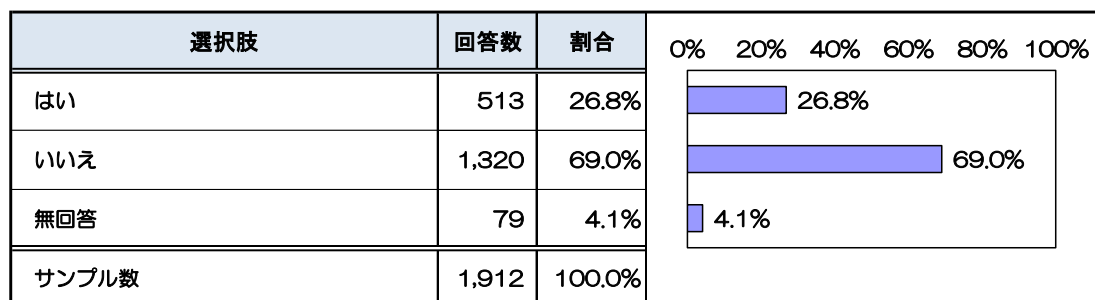 選択肢 回答数 割合
はい 513 26.8%
いいえ 1,320 69.0%
無回答 79 4.1%
サンプル数 1,912 100.0%
0% 20% 40% 60% 80% 100%
26.8%
69.0%
4.1%